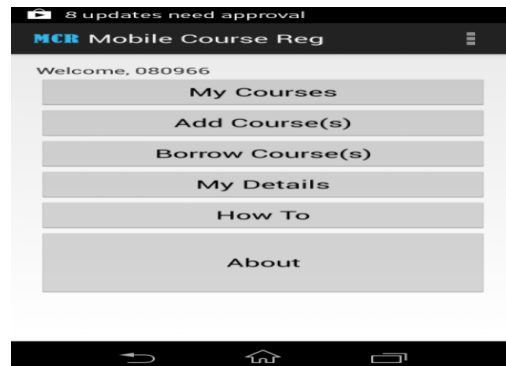 8 updates need approval
MCR Mobile Course Reg
Welcome, 080966
My Courses
Add Course(s)
Borrow Course(s)
My Details
How To
About